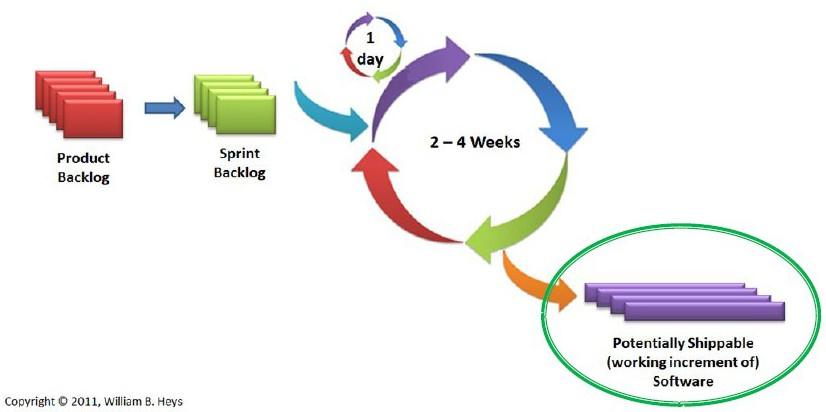 1
day
2 – 4 Weeks
Product
Backlog
Sprint
Backlog
Potentially Shippable
(working increment of)
Software
Copyright © 2011, William B. Heys